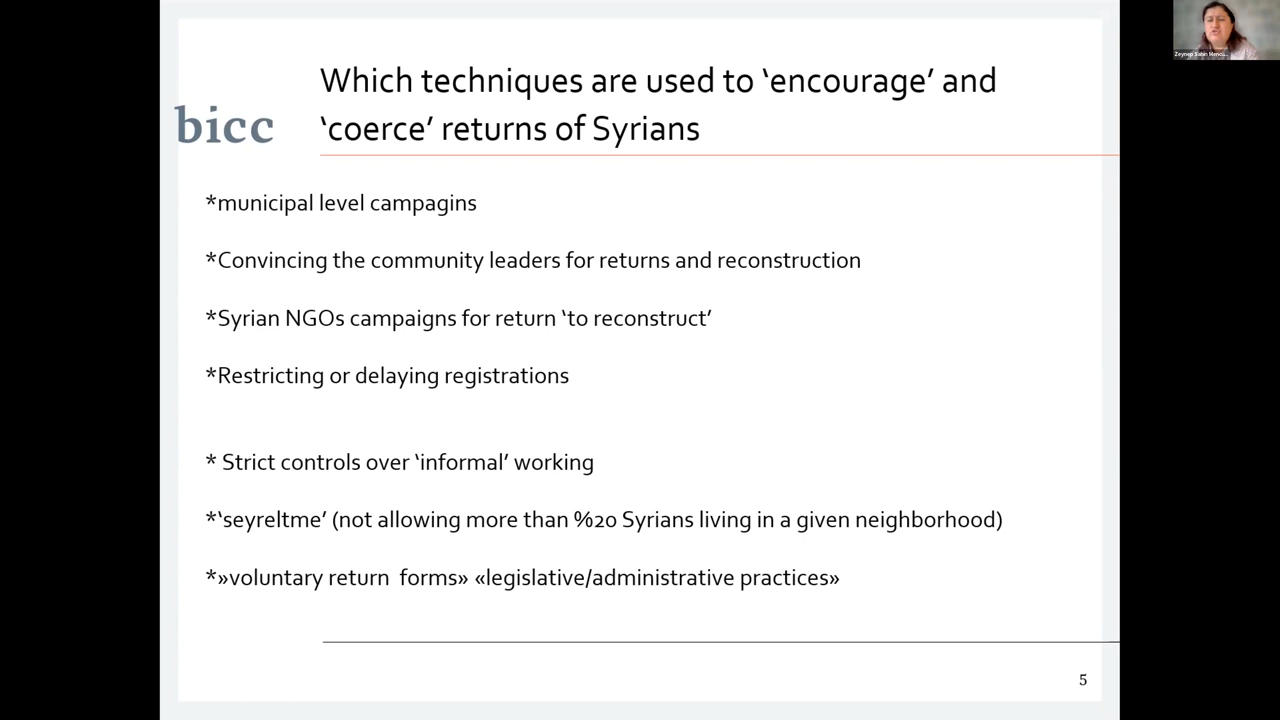 Which techniques are used to ‘encourage’ and
‘coerce’ returns of Syrians
bicc
*municipal level campagins
*Convincing the community leaders for returns and reconstruction
*Syrian NGOs campaigns for return ‘to reconstruct’
*Restricting or delaying registrations
* Strict controls over ‘informal’ working
*‘seyreltme’ (not allowing more than %20 Syrians living in a given neighborhood)
*»voluntary return forms» «legislative/administrative practices»
5
Zeynep Sahin